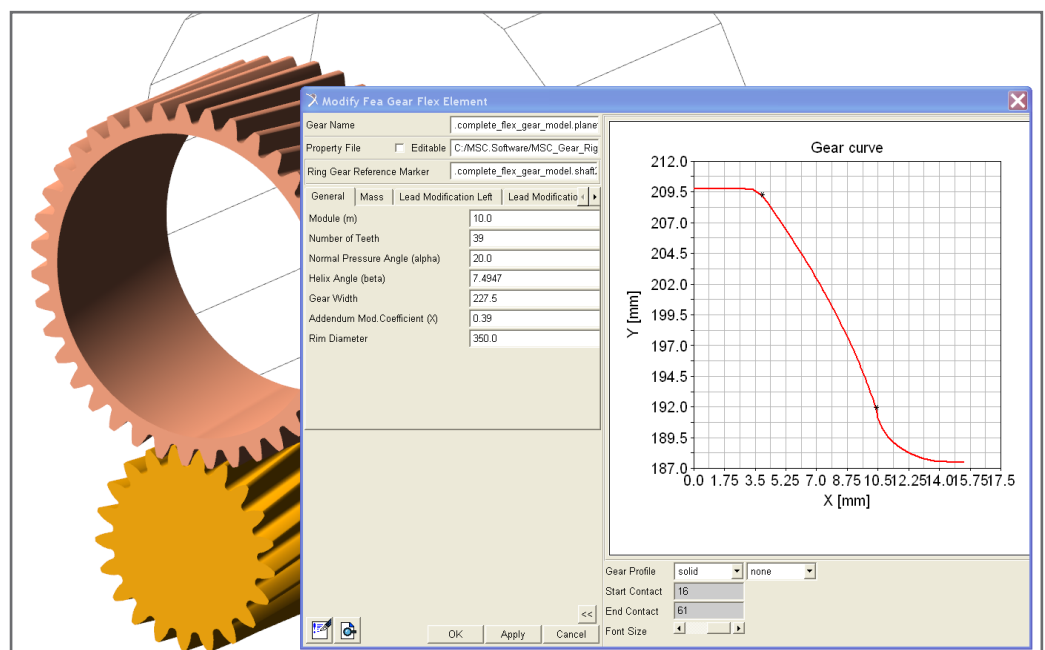 Modify Fea Gear Flex Element
Gear Name .complete_flex_gear_model.plane
Property File Editable C:/MSC.Software/MSC_Gear_Rig
Ring Gear Reference Marker .complete_flex_gear_model.shaft
General Mass Lead Modification Left Lead Modificatio
Module (m) 10.0
Number of Teeth 39
Normal Pressure Angle (alpha) 20.0
Helix Angle (beta) 7.4947
Gear Width 227.5
Addendum Mod.Coefficient (X) 0.39
Rim Diameter 350.0
<<
OK Apply Cancel
Gear curve
212.0
209.5
207.0
204.5
202.0
199.5
197.0
194.5
192.0
189.5
187.0
Y [mm]
0.0 1.75 3.5 5.25 7.0 8.75 10.5 12.25 14.0 15.75 17.5
X [mm]
Gear Profile solid none
Start Contact 16
End Contact 61
Font Size